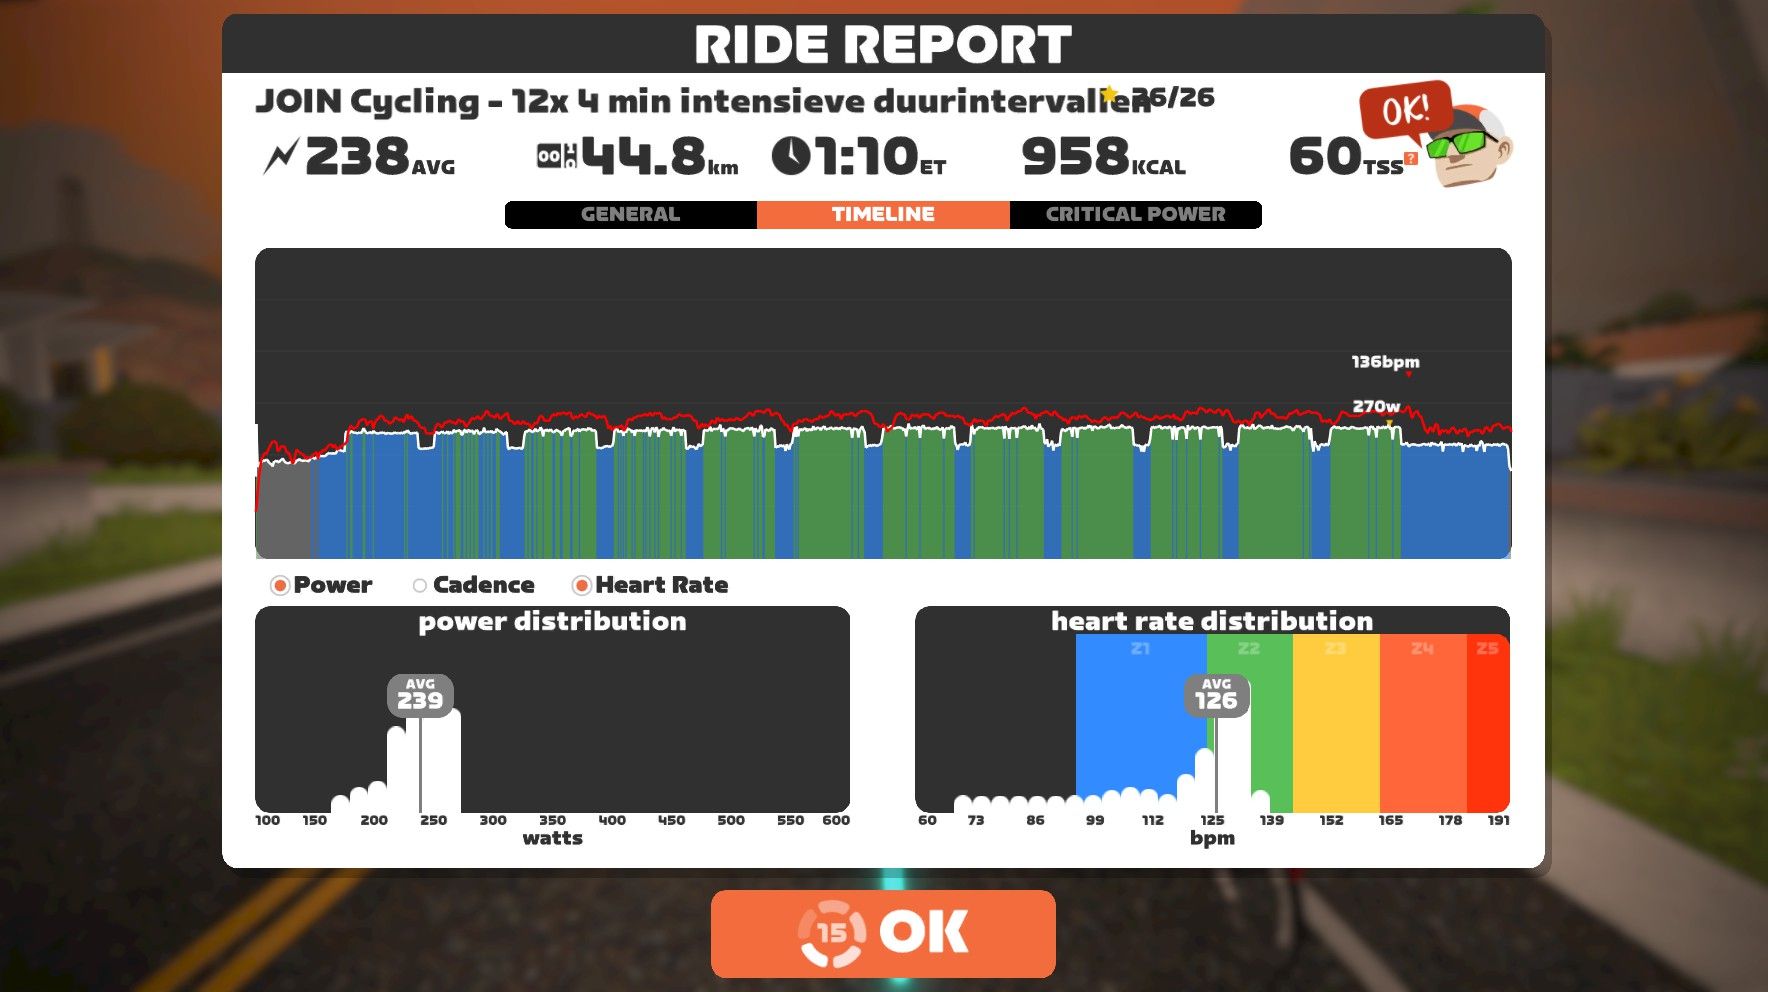 RIDE REPORT
JOIN Cycling - 12x 4 min intensieve duurintervallen 26/26
OK!
238AVG 44.8km 1:10ET 958KCAL 60TSS ?
GENERAL TIMELINE CRITICAL POWER
136bpm
270w
Power Cadence Heart Rate
power distribution
AVG
239
100 150 200 250 300 350 400 450 500 550 600
watts
heart rate distribution
Z1 Z2 Z3 Z4 Z5
AVG
126
60 73 86 99 112 125 139 152 165 178 191
bpm
15 OK